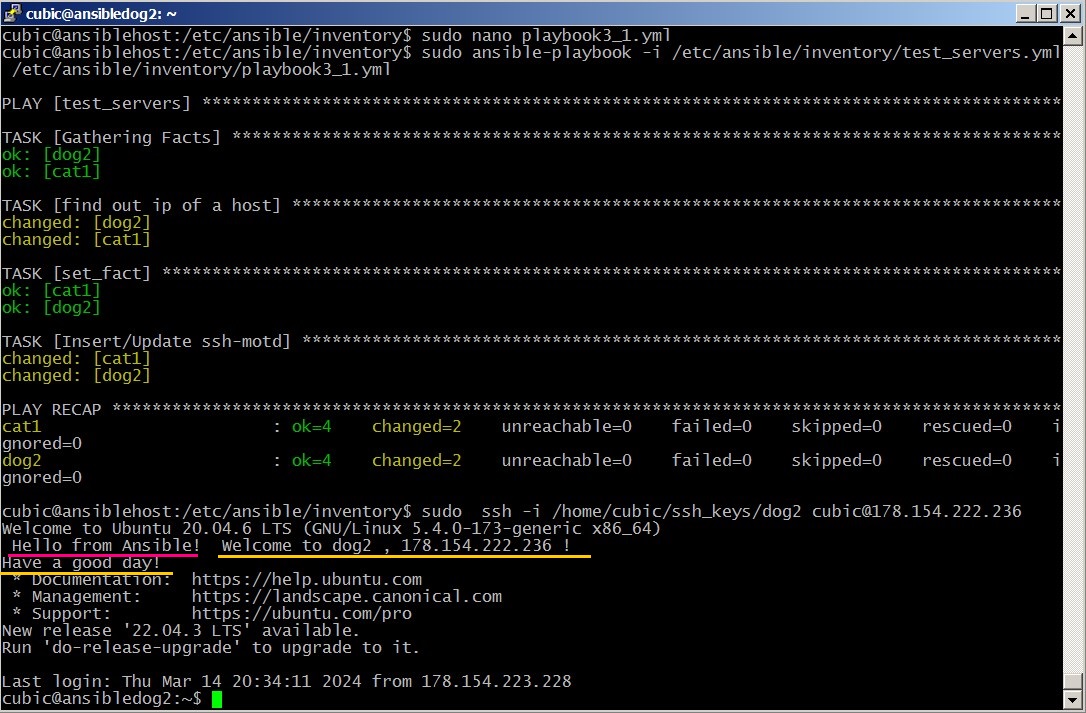 cubic@ansibledog2: ~
cubic@ansiblehost:/etc/ansible/inventory$ sudo nano playbook3_1.yml
cubic@ansiblehost:/etc/ansible/inventory$ sudo ansible-playbook -i /etc/ansible/inventory/test_servers.yml
/etc/ansible/inventory/playbook3_1.yml
PLAY [test_servers] **************************************************************************************
TASK [Gathering Facts] ***********************************************************************************
ok: [dog2]
ok: [cat1]
TASK [find out ip of a host] *****************************************************************************
changed: [dog2]
changed: [cat1]
TASK [set_fact] ******************************************************************************************
ok: [cat1]
ok: [dog2]
TASK [Insert/Update ssh-motd] ****************************************************************************
changed: [cat1]
changed: [dog2]
PLAY RECAP ***********************************************************************************************
cat1                       : ok=4    changed=2    unreachable=0    failed=0    skipped=0    rescued=0    i
gnored=0
dog2                       : ok=4    changed=2    unreachable=0    failed=0    skipped=0    rescued=0    i
gnored=0
cubic@ansiblehost:/etc/ansible/inventory$ sudo  ssh -i /home/cubic/ssh_keys/dog2 cubic@178.154.222.236
Welcome to Ubuntu 20.04.6 LTS (GNU/Linux 5.4.0-173-generic x86_64)
Hello from Ansible!  Welcome to dog2 , 178.154.222.236 !
Have a good day!
* Documentation:  https://help.ubuntu.com
* Management:     https://landscape.canonical.com
* Support:        https://ubuntu.com/pro
New release '22.04.3 LTS' available.
Run 'do-release-upgrade' to upgrade to it.
Last login: Thu Mar 14 20:34:11 2024 from 178.154.223.228
cubic@ansibledog2:~$